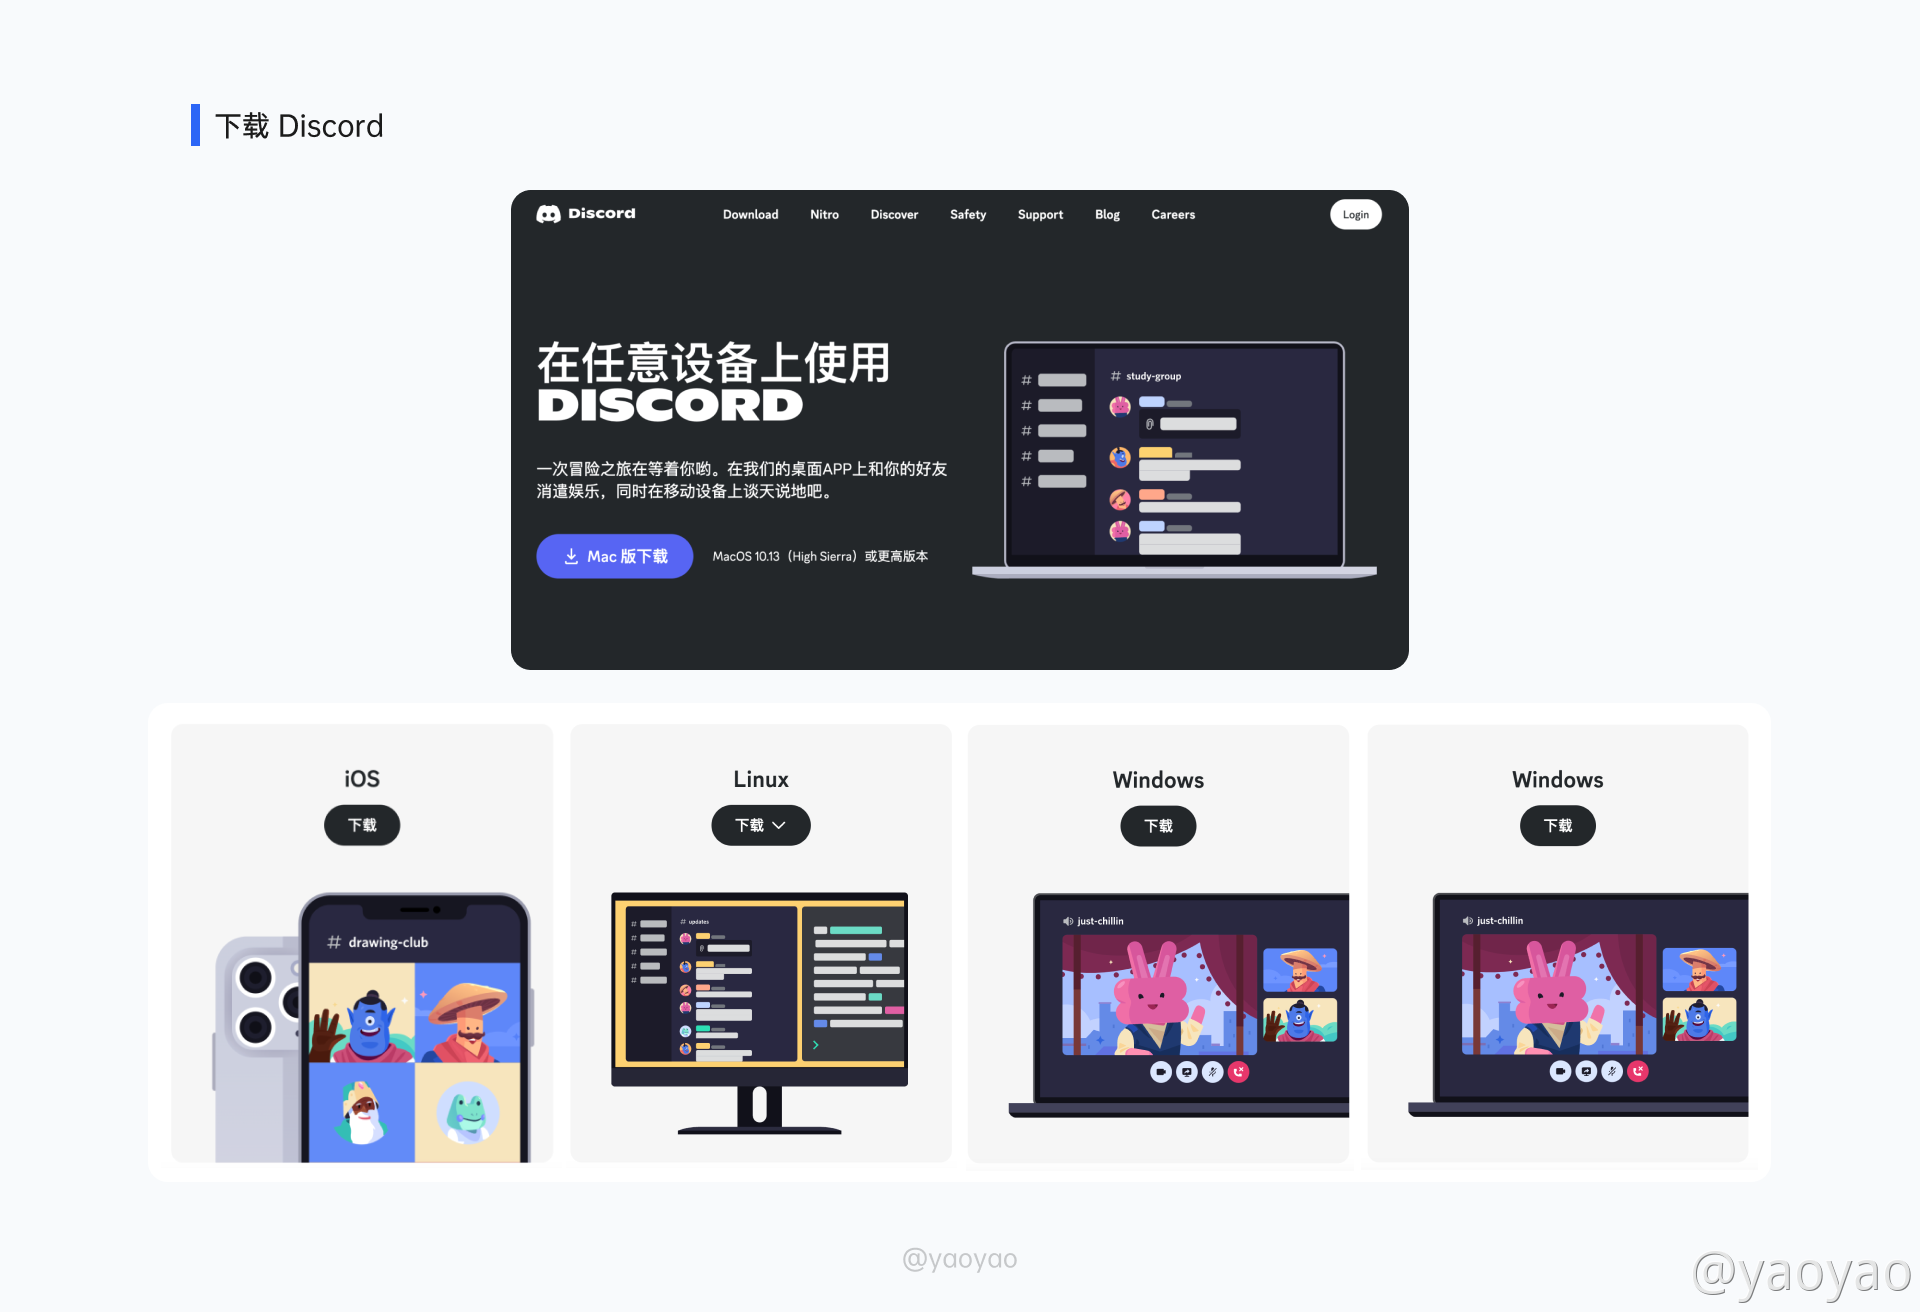 下载 Discord
Discord
Download
Nitro
Discover
Safety
Support
Blog
Careers
Login
在任意设备上使用
DISCORD
一次冒险之旅在等着你哟。在我们的桌面APP上和你的好友
消遣娱乐，同时在移动设备上谈天说地吧。
Mac 版下载
MacOS 10.13（High Sierra）或更高版本
# study-group
iOS
下载
# drawing-club
Linux
下载
# updates
Windows
下载
just-chillin
Windows
下载
just-chillin
@yaoyao
@yaoyao